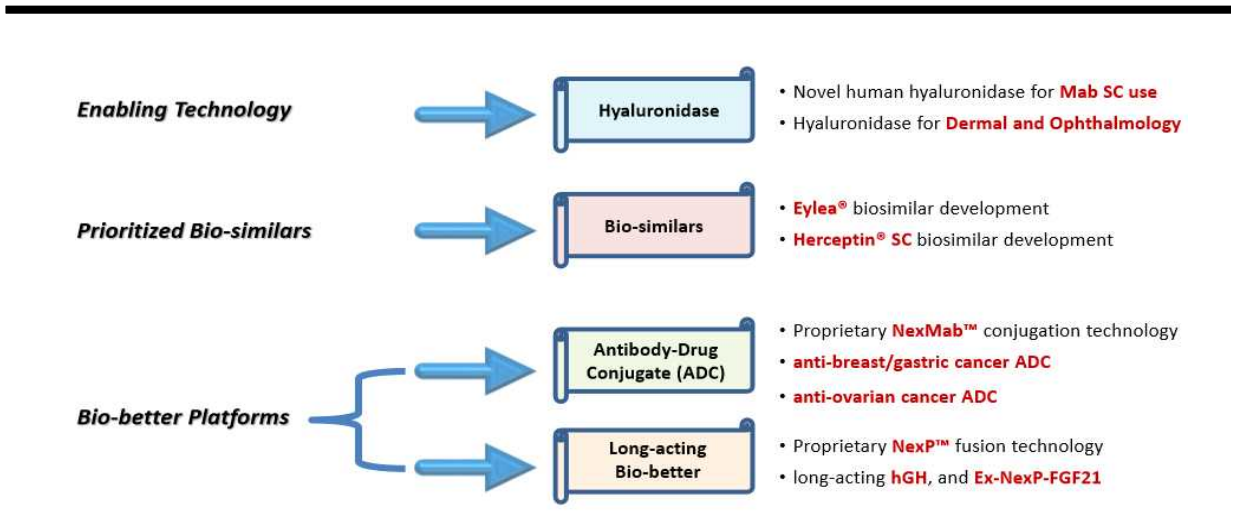 Enabling Technology
Hyaluronidase
• Novel human hyaluronidase for Mab SC use
• Hyaluronidase for Dermal and Ophthalmology
Prioritized Bio-similars
Bio-similars
• Eylea® biosimilar development
• Herceptin® SC biosimilar development
Bio-better Platforms
Antibody-Drug
Conjugate (ADC)
• Proprietary NexMab™ conjugation technology
• anti-breast/gastric cancer ADC
• anti-ovarian cancer ADC
Long-acting
Bio-better
• Proprietary NexP™ fusion technology
• long-acting hGH, and Ex-NexP-FGF21